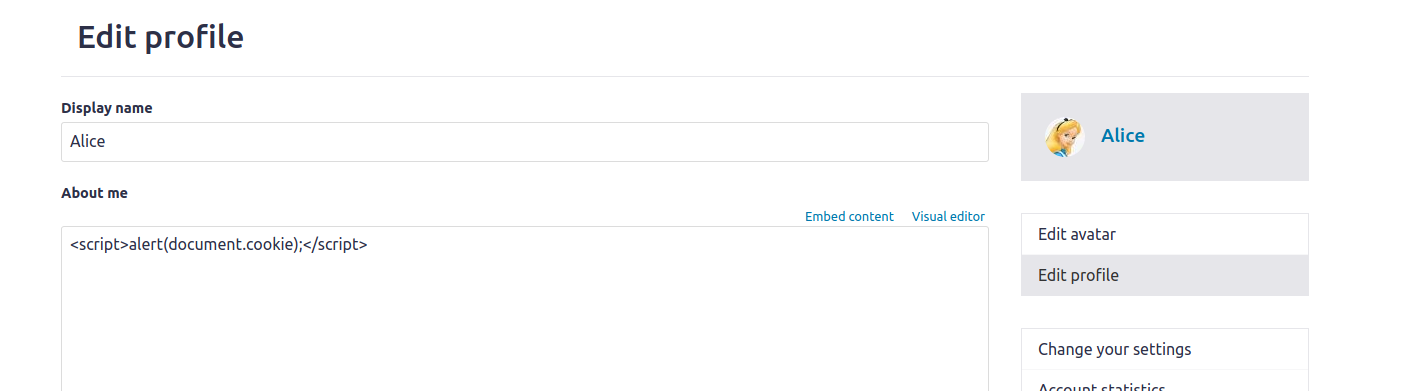 Edit profile
Display name
Alice
About me
Embed content Visual editor
<script>alert(document.cookie);</script>
Alice
Edit avatar
Edit profile
Change your settings
Account statistics